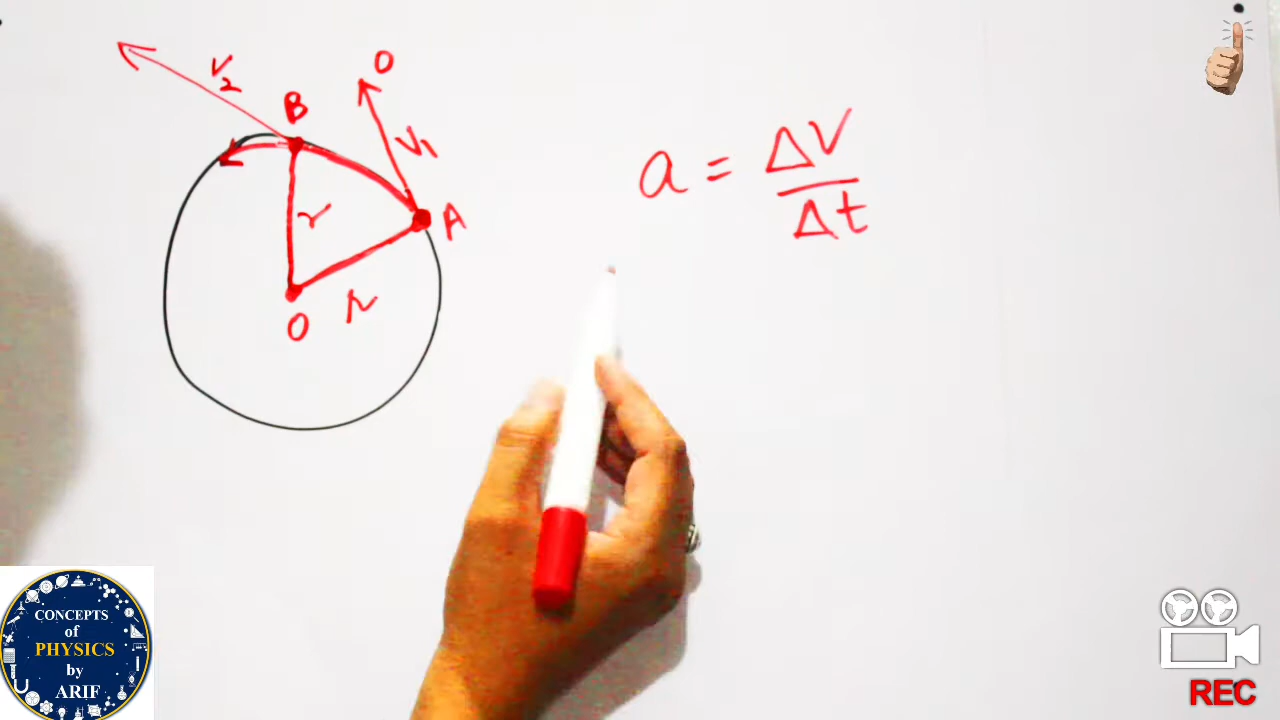 V₂
O
B
V₁
r
A
O
r
a = ΔV/Δt
CONCEPTS
of
PHYSICS
by
ARIF
REC